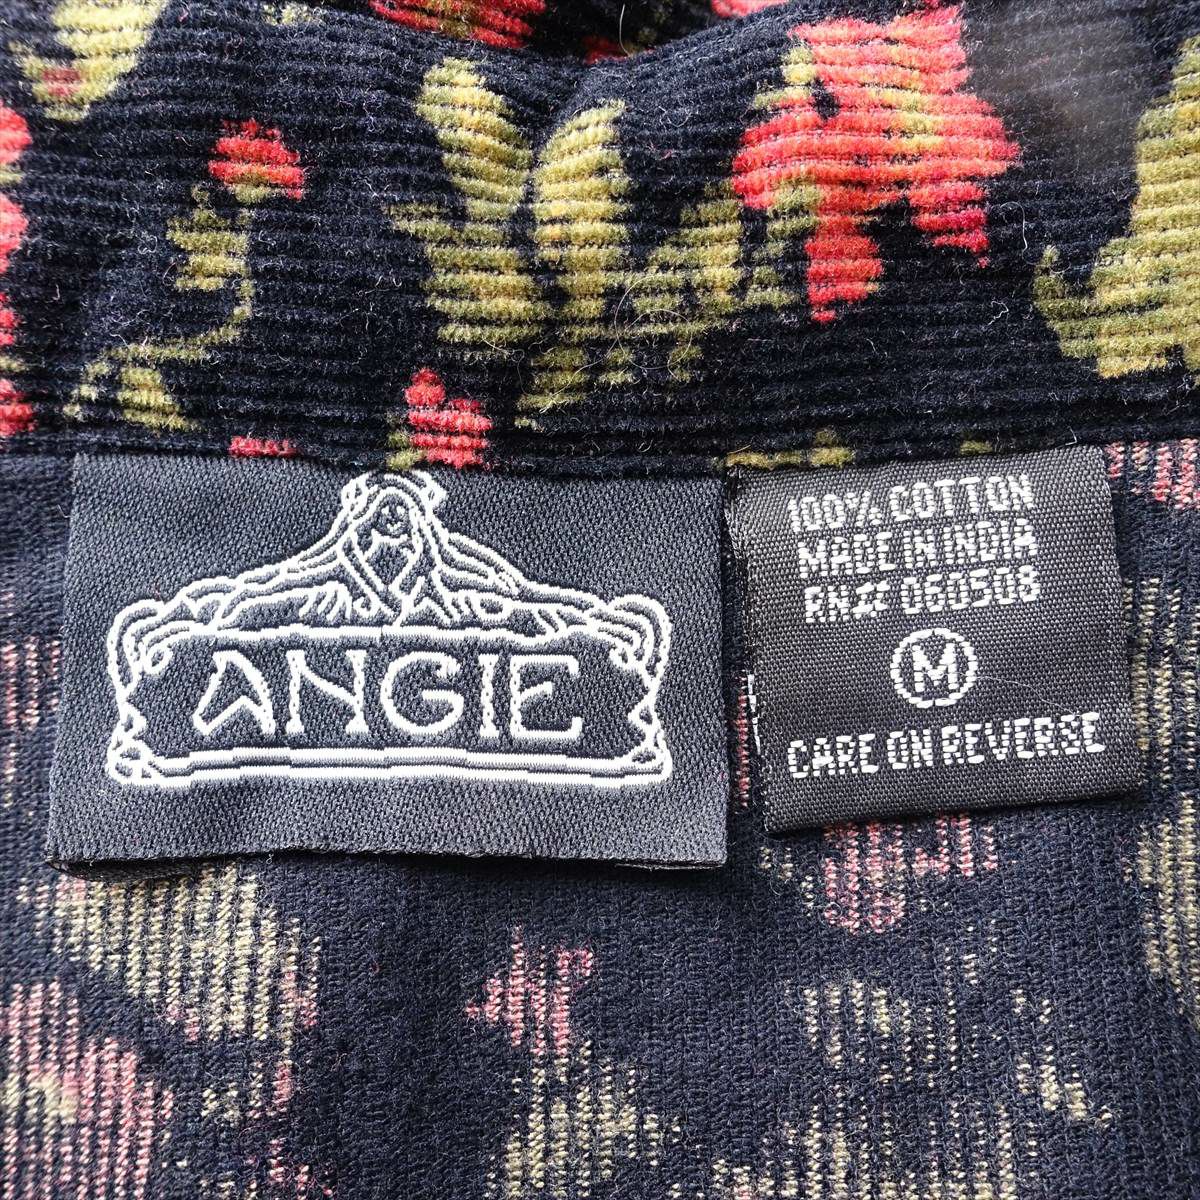 ANGIE
100% COTTON
MADE IN INDIA
RN# 060508
M
CARE ON REVERSE